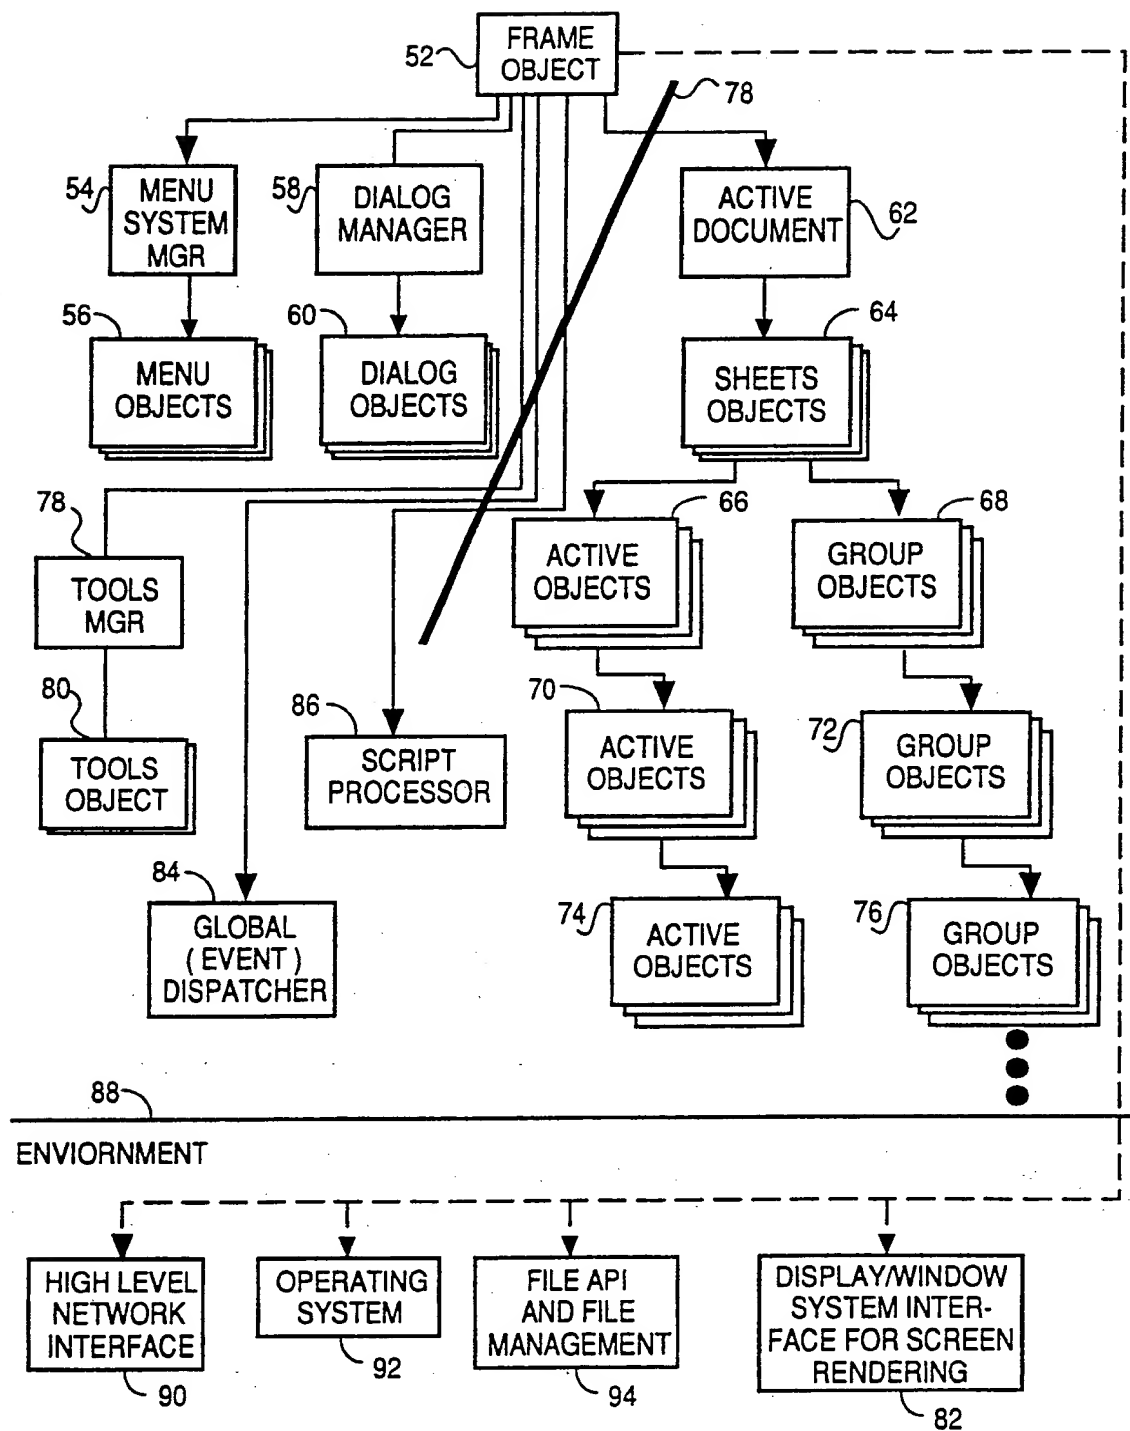 FRAME
OBJECT
52
78
MENU
SYSTEM
MGR
54
DIALOG
MANAGER
58
ACTIVE
DOCUMENT
62
56
MENU
OBJECTS
60
DIALOG
OBJECTS
64
SHEETS
OBJECTS
78
TOOLS
MGR
66
ACTIVE
OBJECTS
68
GROUP
OBJECTS
80
TOOLS
OBJECT
86
SCRIPT
PROCESSOR
70
ACTIVE
OBJECTS
72
GROUP
OBJECTS
84
GLOBAL
( EVENT )
DISPATCHER
74
ACTIVE
OBJECTS
76
GROUP
OBJECTS
88
ENVIORNMENT
HIGH LEVEL
NETWORK
INTERFACE
90
OPERATING
SYSTEM
92
FILE API
AND FILE
MANAGEMENT
94
DISPLAY/WINDOW
SYSTEM INTER-
FACE FOR SCREEN
RENDERING
82